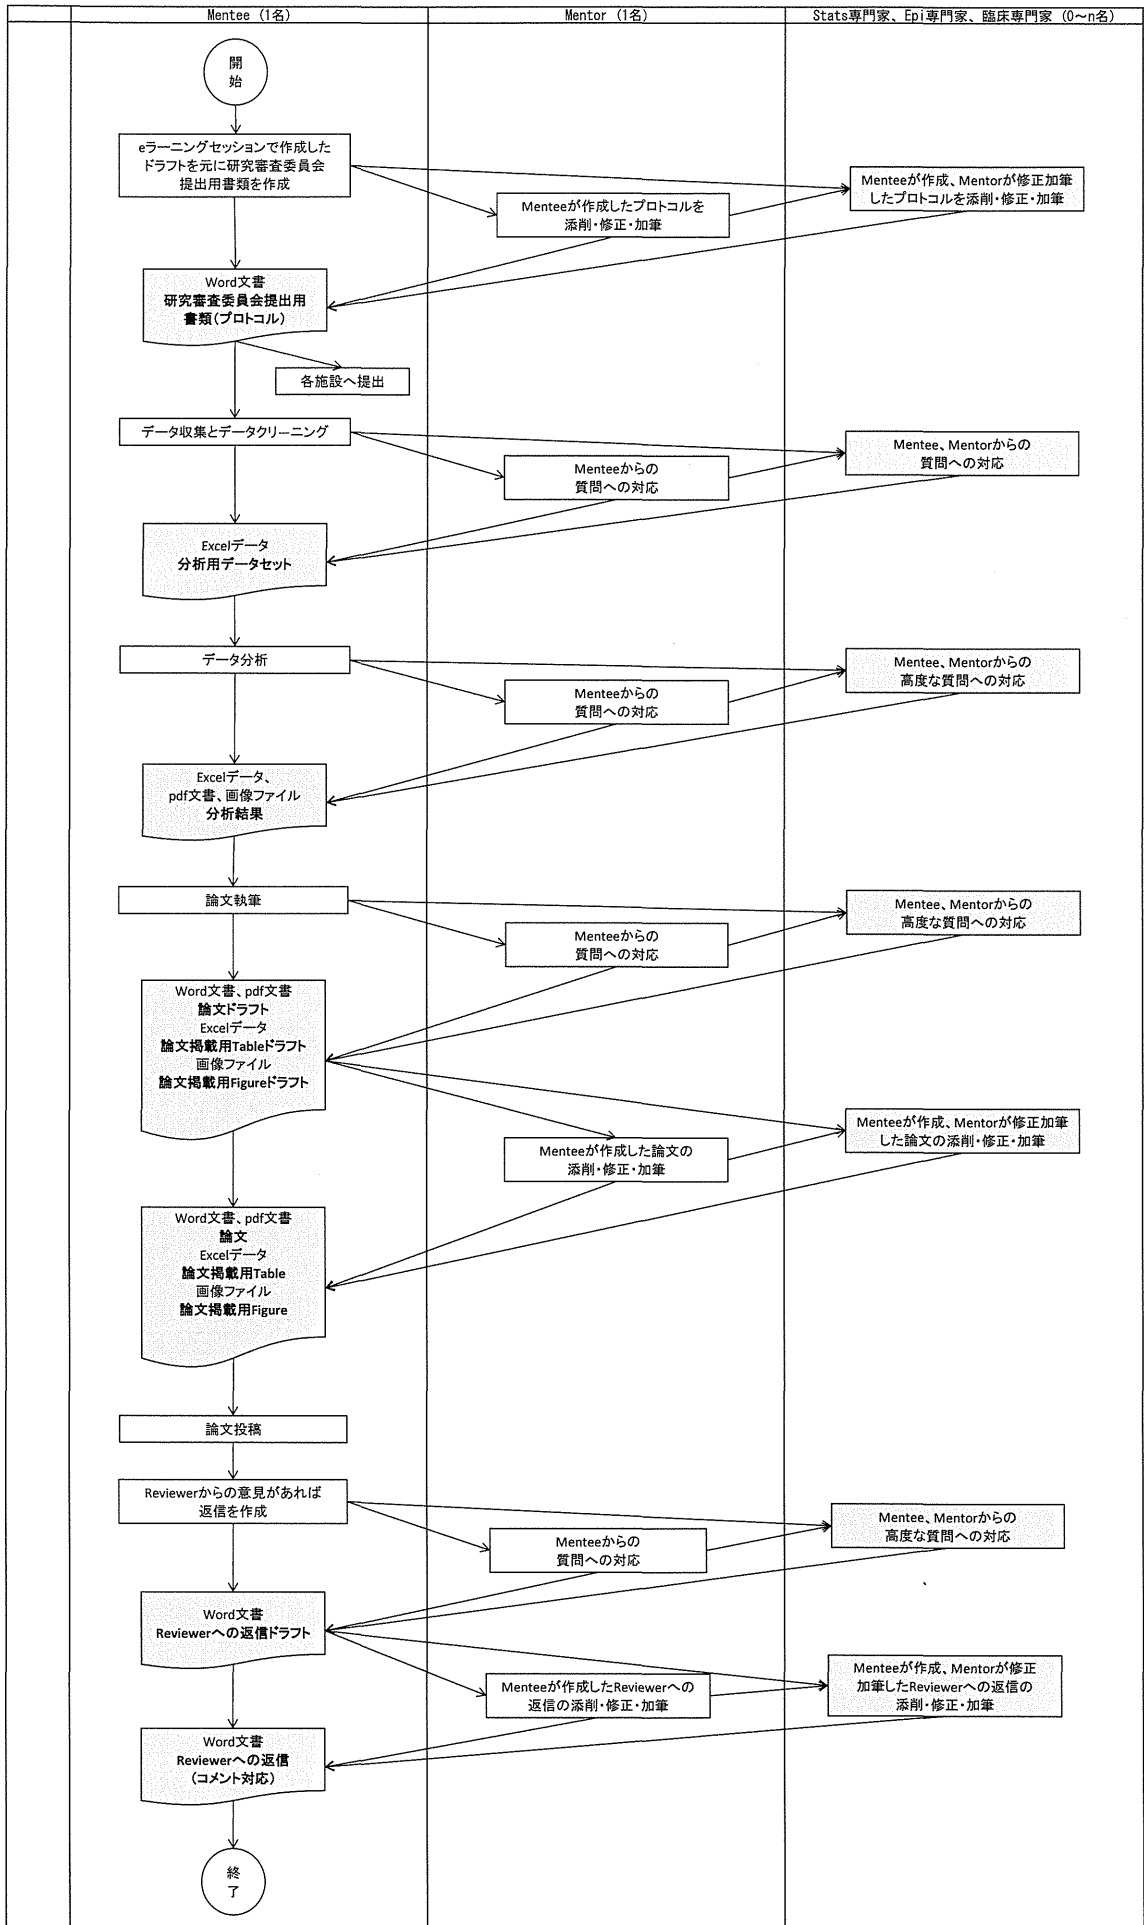 Mentee (1名)
Mentor (1名)
Stats専門家、Epi専門家、臨床専門家 (0～n名)
開
始
eラーニングセッションで作成した
ドラフトを元に研究審査委員会
提出用書類を作成
Menteeが作成したプロトコルを
添削・修正・加筆
Menteeが作成、Mentorが修正加筆
したプロトコルを添削・修正・加筆
Word文書
研究審査委員会提出用
書類(プロトコル)
各施設へ提出
データ収集とデータクリーニング
Menteeからの
質問への対応
Mentee、Mentorからの
質問への対応
Excelデータ
分析用データセット
データ分析
Menteeからの
質問への対応
Mentee、Mentorからの
高度な質問への対応
Excelデータ、
pdf文書、画像ファイル
分析結果
論文執筆
Menteeからの
質問への対応
Mentee、Mentorからの
高度な質問への対応
Word文書、pdf文書
論文ドラフト
Excelデータ
論文掲載用Tableドラフト
画像ファイル
論文掲載用Figureドラフト
Menteeが作成した論文の
添削・修正・加筆
Menteeが作成、Mentorが修正加筆
した論文の添削・修正・加筆
Word文書、pdf文書
論文
Excelデータ
論文掲載用Table
画像ファイル
論文掲載用Figure
論文投稿
Reviewerからの意見があれば
返信を作成
Menteeからの
質問への対応
Mentee、Mentorからの
高度な質問への対応
Word文書
Reviewerへの返信ドラフト
Menteeが作成したReviewerへの
返信の添削・修正・加筆
Menteeが作成、Mentorが修正
加筆したReviewerへの返信の
添削・修正・加筆
Word文書
Reviewerへの返信
(コメント対応)
終
了